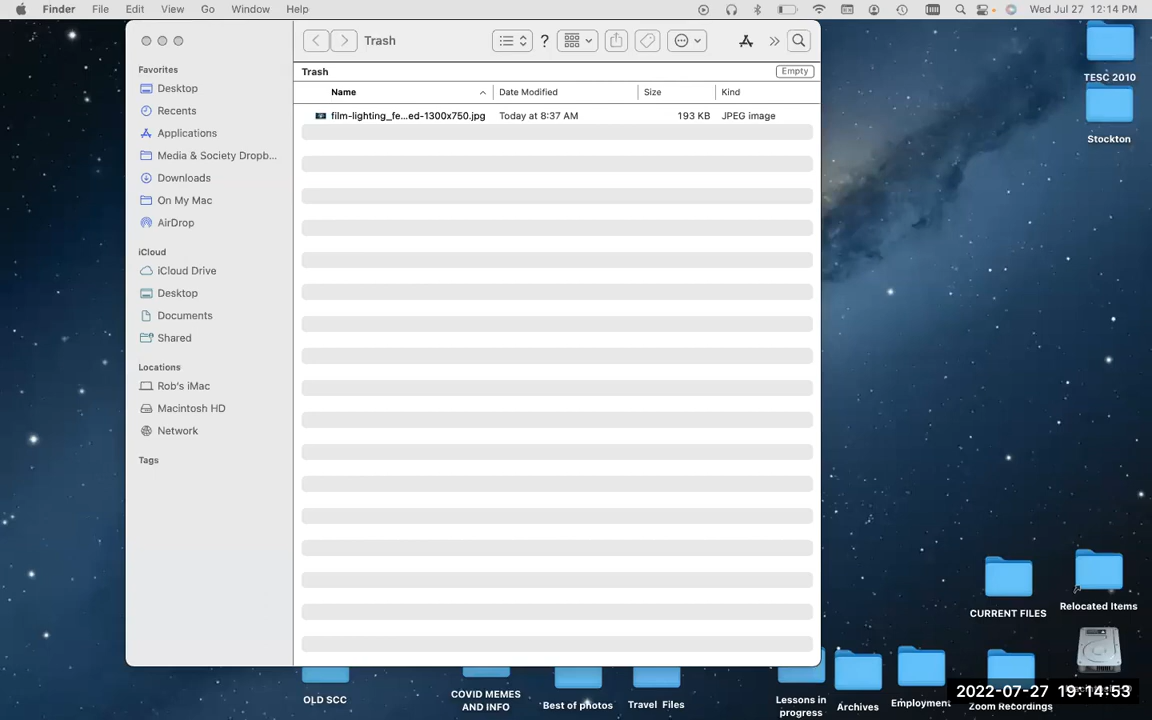 Finder File Edit View Go Window Help Wed Jul 27 12:14 PM
Trash
Favorites
Desktop
Recents
Applications
Media & Society Dropb...
Downloads
On My Mac
AirDrop
iCloud
iCloud Drive
Desktop
Documents
Shared
Locations
Rob's iMac
Macintosh HD
Network
Tags
Trash Empty
Name Date Modified Size Kind
film-lighting_fe...ed-1300x750.jpg Today at 8:37 AM 193 KB JPEG image
TESC 2010
Stockton
CURRENT FILES
Relocated Items
OLD SCC
COVID MEMES
AND INFO
Best of photos
Travel Files
Lessons in
progress
Archives
Employment
Zoom Recordings
2022-07-27 19:14:53